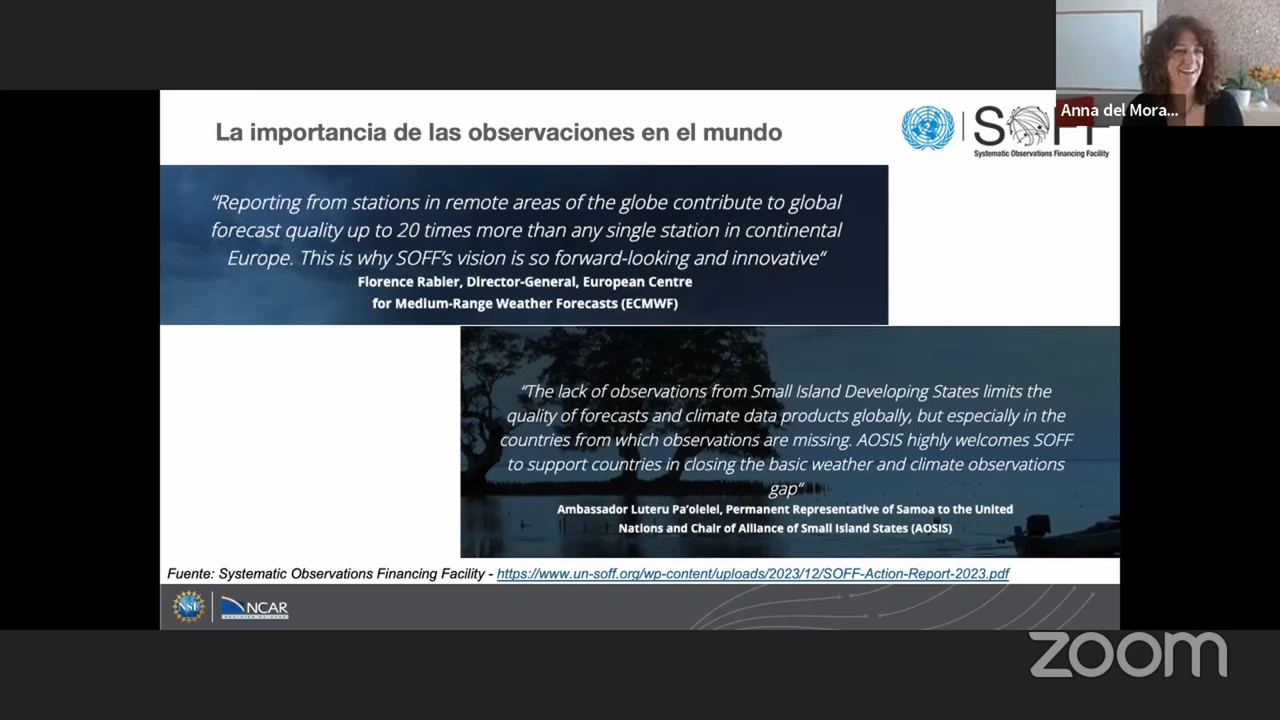 Anna del Mora...
La importancia de las observaciones en el mundo
SOFF
Systematic Observations Financing Facility
“Reporting from stations in remote areas of the globe contribute to global
forecast quality up to 20 times more than any single station in continental
Europe. This is why SOFF’s vision is so forward-looking and innovative“
Florence Rabier, Director-General, European Centre
for Medium-Range Weather Forecasts (ECMWF)
“The lack of observations from Small Island Developing States limits the
quality of forecasts and climate data products globally, but especially in the
countries from which observations are missing. AOSIS highly welcomes SOFF
to support countries in closing the basic weather and climate observations
gap“
Ambassador Luteru Pa’olelei, Permanent Representative of Samoa to the United
Nations and Chair of Alliance of Small Island States (AOSIS)
Fuente: Systematic Observations Financing Facility - https://www.un-soff.org/wp-content/uploads/2023/12/SOFF-Action-Report-2023.pdf
NSF
NCAR
zoom